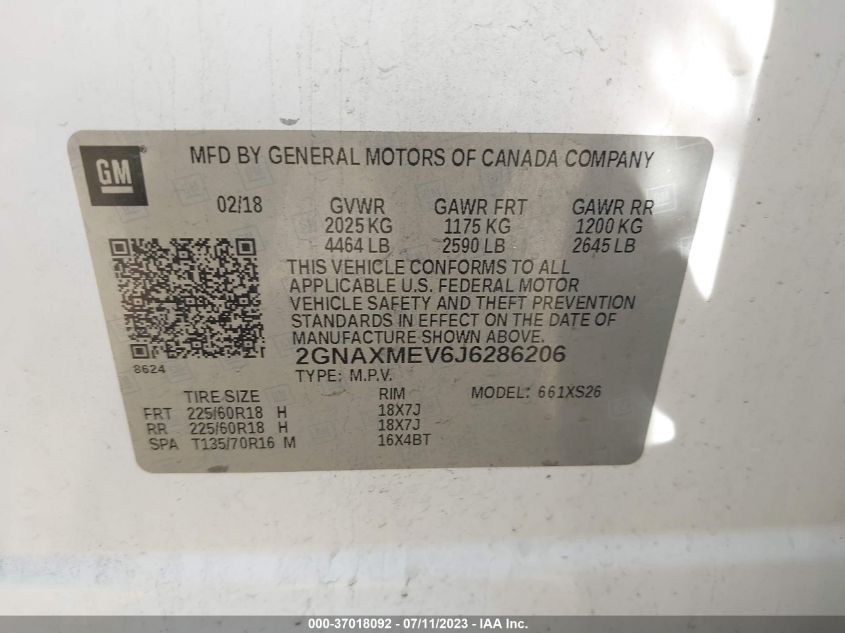 GM ®
MFD BY GENERAL MOTORS OF CANADA COMPANY
02/18 GVWR GAWR FRT GAWR RR
2025 KG 1175 KG 1200 KG
4464 LB 2590 LB 2645 LB
THIS VEHICLE CONFORMS TO ALL
APPLICABLE U.S. FEDERAL MOTOR
VEHICLE SAFETY AND THEFT PREVENTION
STANDARDS IN EFFECT ON THE DATE OF
MANUFACTURE SHOWN ABOVE.
8624
2GNAXMEV6J6286206
TYPE: M.P.V.
TIRE SIZE RIM MODEL: 661XS26
FRT 225/60R18 H 18X7J
RR 225/60R18 H 18X7J
SPA T135/70R16 M 16X4BT
000-37018092 - 07/11/2023 - IAA Inc.